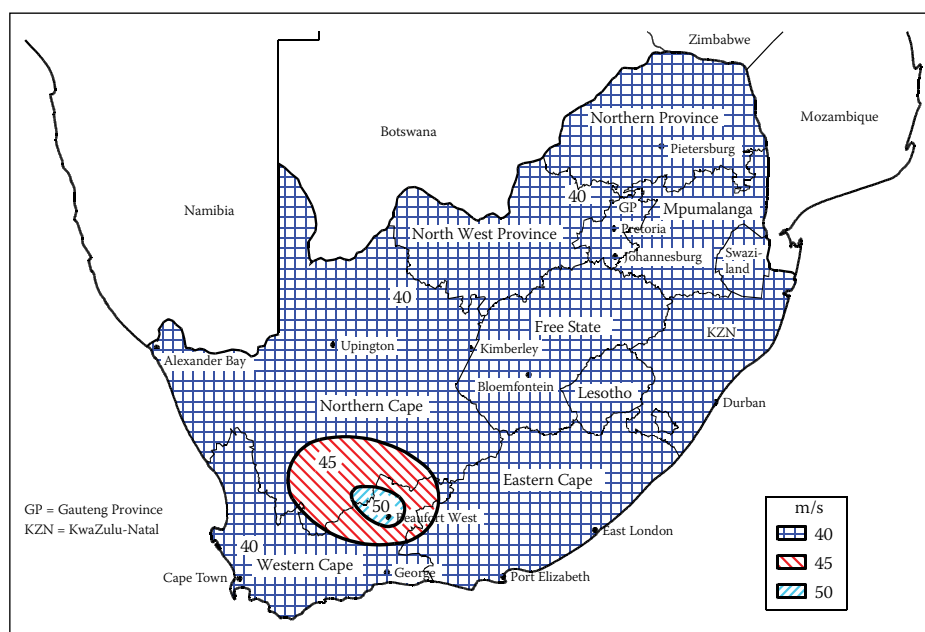 Zimbabwe
Mozambique
Botswana
Northern Province
Pietersburg
Namibia
40
GP
Mpumalanga
North West Province
Pretoria
Johannesburg
Swazi-
land
40
Free State
KZN
Upington
Kimberley
Alexander Bay
Bloemfontein
Lesotho
Northern Cape
Durban
45
Eastern Cape
50
Beaufort West
GP = Gauteng Province
KZN = KwaZulu-Natal
East London
40
Western Cape
Cape Town
George
Port Elizabeth
m/s
40
45
50